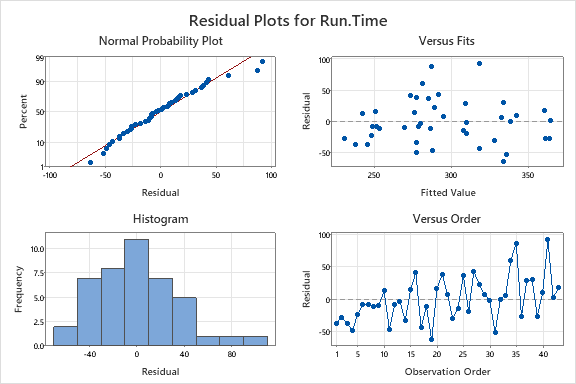 Residual Plots for Run.Time
Normal Probability Plot
99
90
50
10
1
Percent
-100 -50 0 50 100
Residual
Versus Fits
100
50
0
-50
Residual
250 300 350
Fitted Value
Histogram
10.0
7.5
5.0
2.5
0.0
Frequency
-40 0 40 80
Residual
Versus Order
100
50
0
-50
Residual
1 5 10 15 20 25 30 35 40
Observation Order